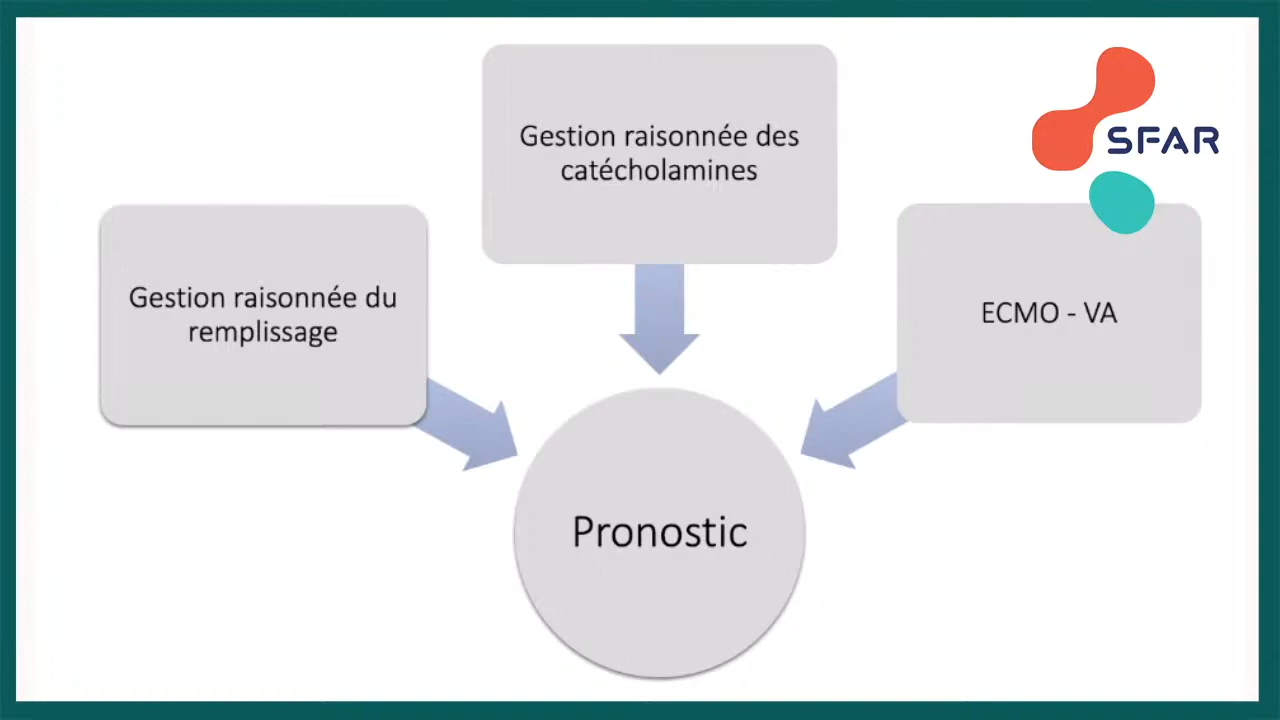 Gestion raisonnée des
catécholamines
SFAR
Gestion raisonnée du
remplissage
ECMO - VA
Pronostic